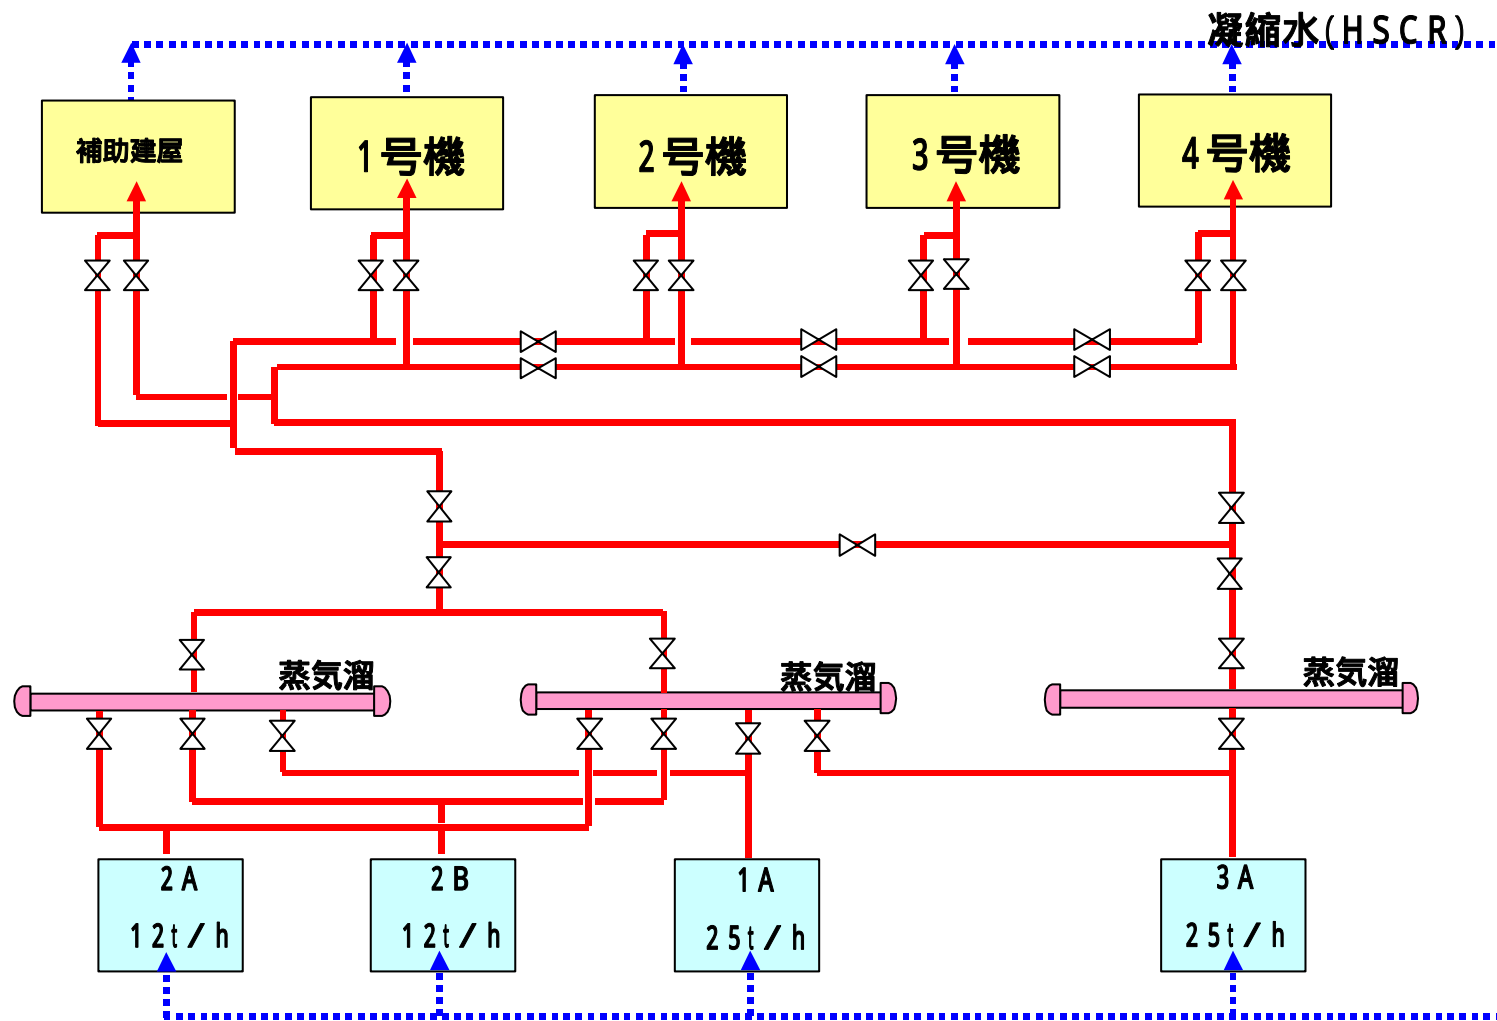 凝縮水(ＨＳＣＲ)
補助建屋
１号機
２号機
３号機
４号機
蒸気溜
蒸気溜
蒸気溜
２Ａ
１２ｔ／ｈ
２Ｂ
１２ｔ／ｈ
１Ａ
２５ｔ／ｈ
３Ａ
２５ｔ／ｈ